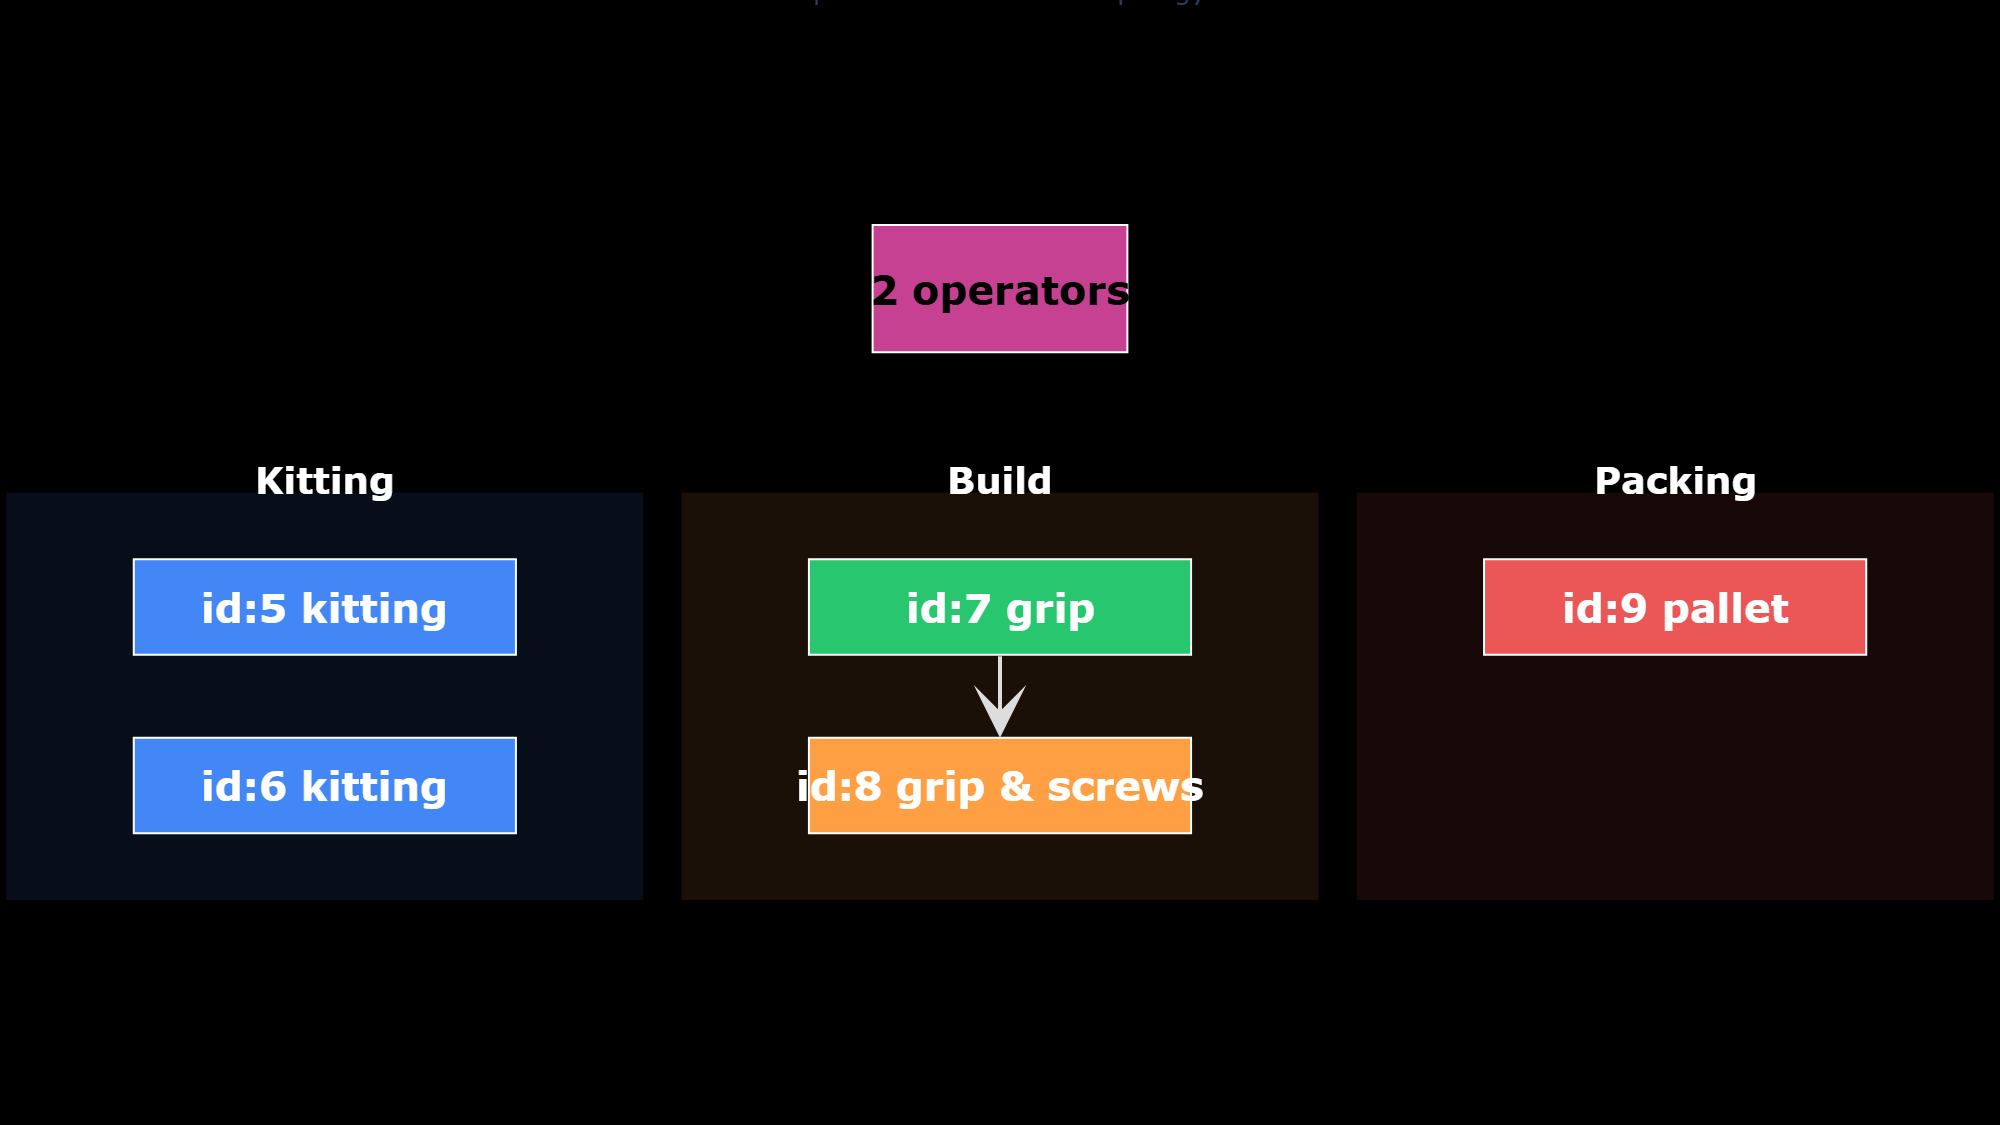 2 operators
Kitting
Build
Packing
id:5 kitting
id:7 grip
id:9 pallet
id:6 kitting
id:8 grip & screws